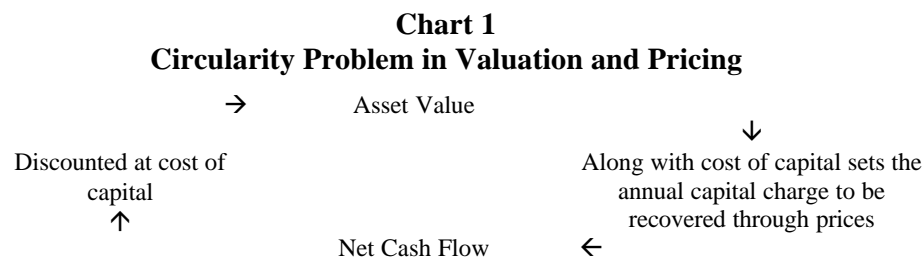 Chart 1
Circularity Problem in Valuation and Pricing
→ Asset Value
↓
Discounted at cost of
capital
Along with cost of capital sets the
annual capital charge to be
recovered through prices
↑
Net Cash Flow ←